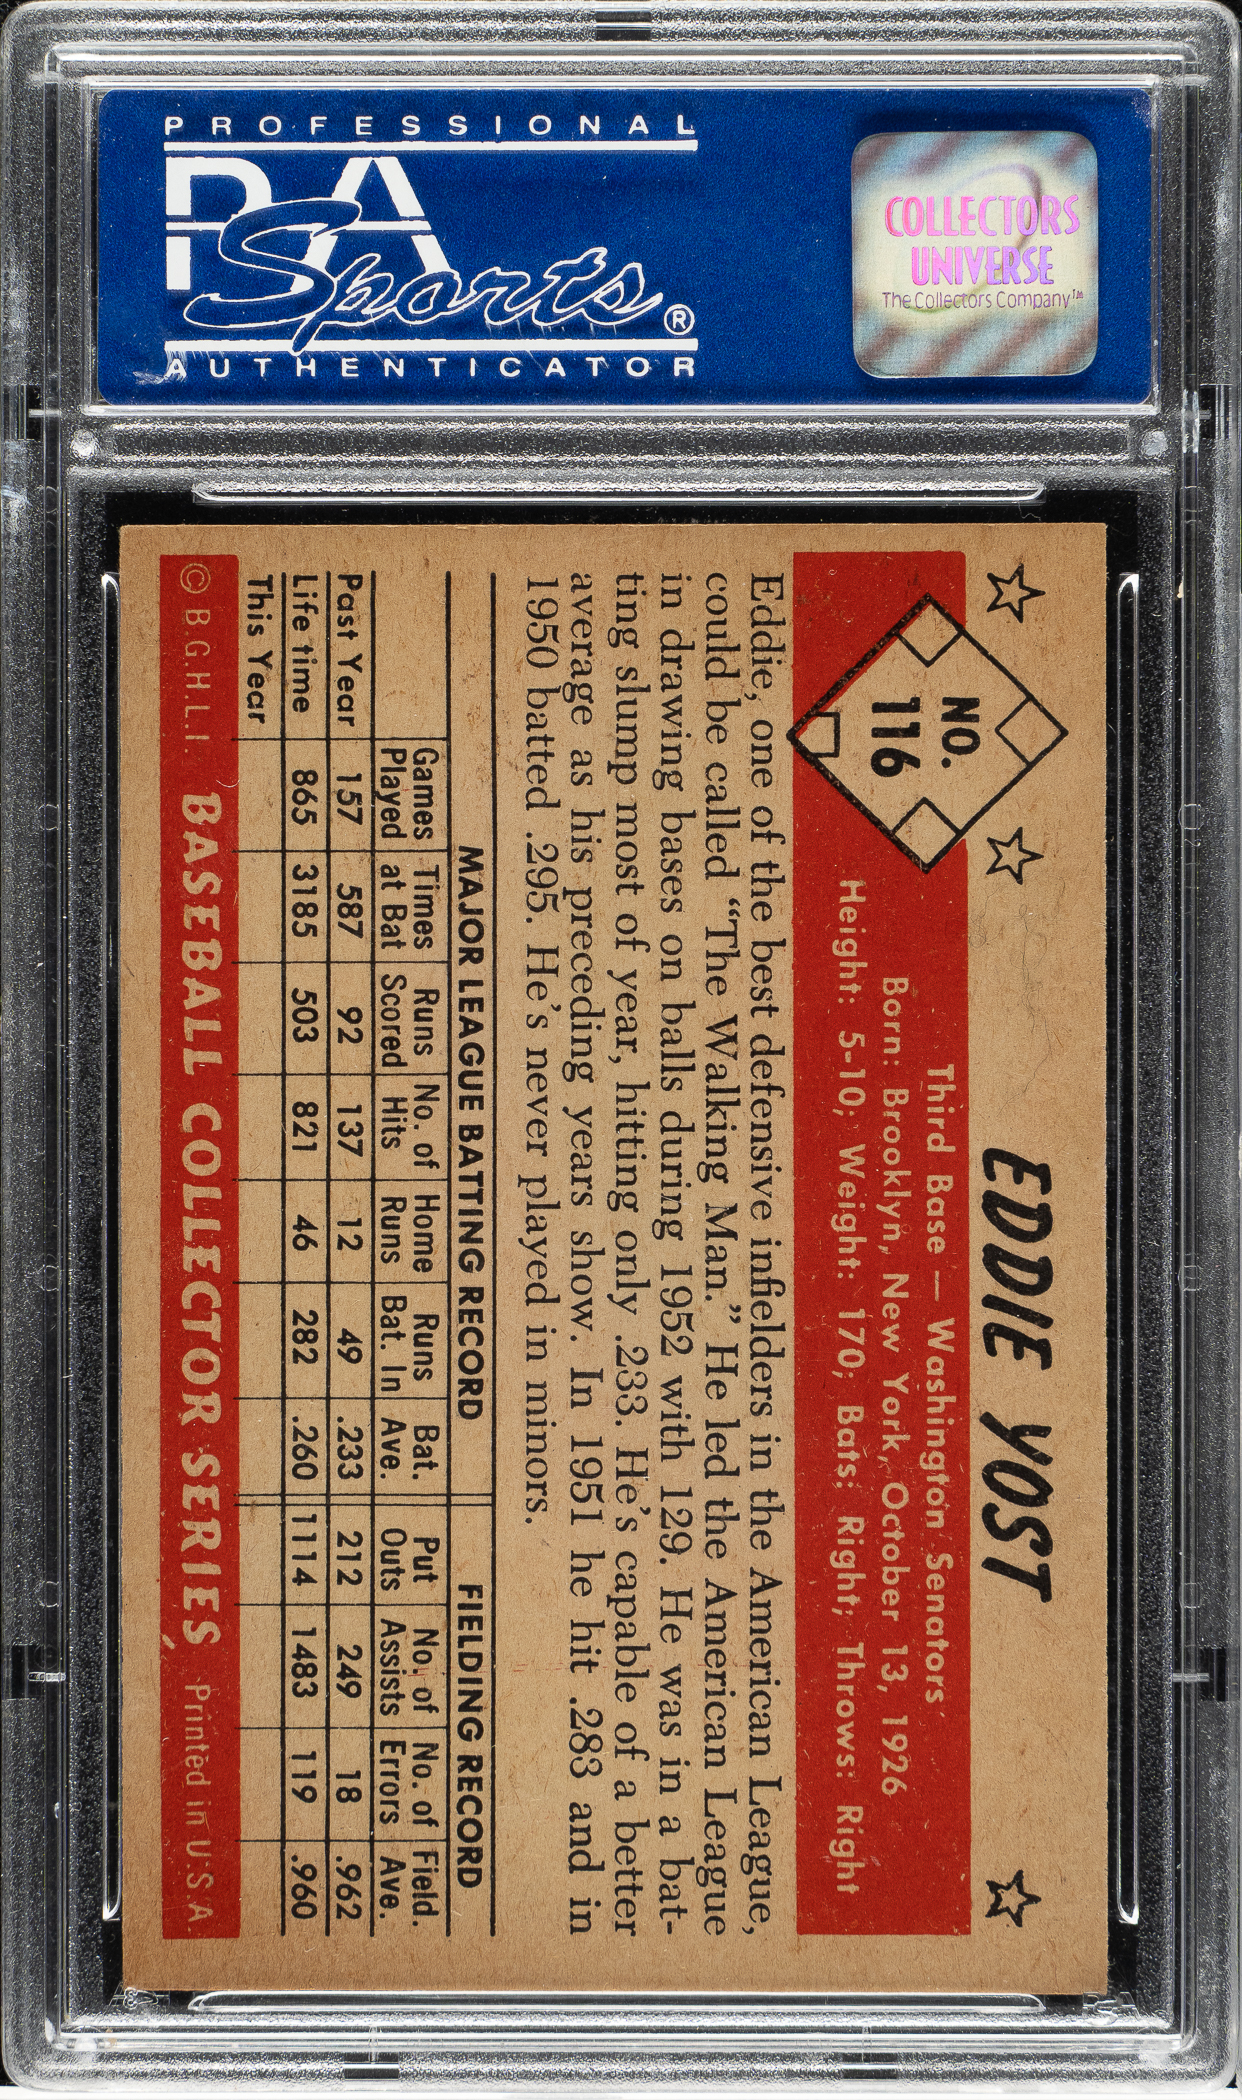 PROFESSIONAL
PSA
Sports®
AUTHENTICATOR
COLLECTORS
UNIVERSE
The Collectors Company™
EDDIE YOST
NO.
116
Third Base — Washington Senators
Born: Brooklyn, New York, October 13, 1926
Height: 5-10; Weight: 170; Bats: Right; Throws: Right
Eddie, one of the best defensive infielders in the American League,
could be called “The Walking Man.” He led the American League
in drawing bases on balls during 1952 with 129. He was in a bat-
ting slump most of year, hitting only .233. He’s capable of a better
average as his preceding years show. In 1951 he hit .283 and in
1950 batted .295. He’s never played in minors.
MAJOR LEAGUE BATTING RECORD FIELDING RECORD
Games Times Runs No. of Home Runs Bat. Put No. of No. of Field.
Played at Bat Scored Hits Runs Bat. In Ave. Outs Assists Errors Ave.
Past Year 157 587 92 137 12 49 .233 212 249 18 .962
Life time 865 3185 503 821 46 282 .260 1114 1483 119 .960
This Year
© B.G.H.L.I. BASEBALL COLLECTOR SERIES Printed in U.S.A